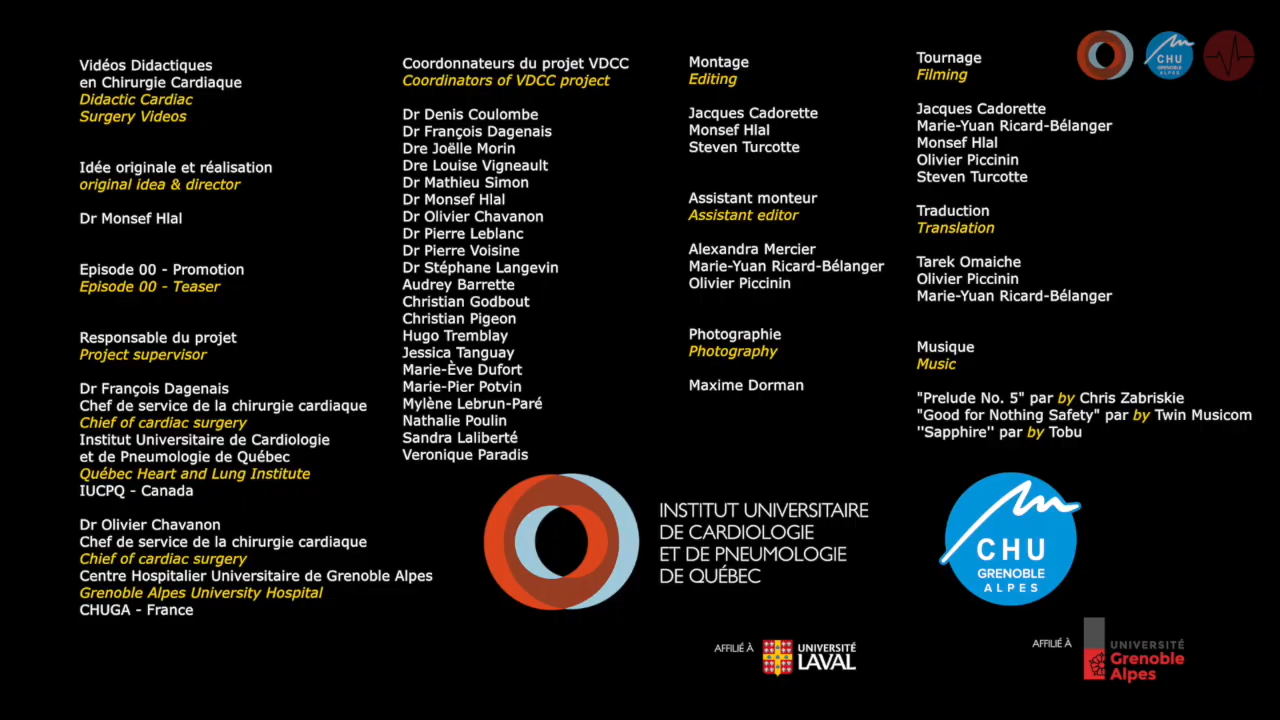 Vidéos Didactiques
en Chirurgie Cardiaque
Didactic Cardiac
Surgery Videos
Idée originale et réalisation
original idea & director
Dr Monsef Hlal
Episode 00 - Promotion
Episode 00 - Teaser
Responsable du projet
Project supervisor
Dr François Dagenais
Chef de service de la chirurgie cardiaque
Chief of cardiac surgery
Institut Universitaire de Cardiologie
et de Pneumologie de Québec
Québec Heart and Lung Institute
IUCPQ - Canada
Dr Olivier Chavanon
Chef de service de la chirurgie cardiaque
Chief of cardiac surgery
Centre Hospitalier Universitaire de Grenoble Alpes
Grenoble Alpes University Hospital
CHUGA - France
Coordonnateurs du projet VDCC
Coordinators of VDCC project
Dr Denis Coulombe
Dr François Dagenais
Dre Joëlle Morin
Dre Louise Vigneault
Dr Mathieu Simon
Dr Monsef Hlal
Dr Olivier Chavanon
Dr Pierre Leblanc
Dr Pierre Voisine
Dr Stéphane Langevin
Audrey Barrette
Christian Godbout
Christian Pigeon
Hugo Tremblay
Jessica Tanguay
Marie-Ève Dufort
Marie-Pier Potvin
Mylène Lebrun-Paré
Nathalie Poulin
Sandra Laliberté
Veronique Paradis
Montage
Editing
Jacques Cadorette
Monsef Hlal
Steven Turcotte
Assistant monteur
Assistant editor
Alexandra Mercier
Marie-Yuan Ricard-Bélanger
Olivier Piccinin
Photographie
Photography
Maxime Dorman
Tournage
Filming
Jacques Cadorette
Marie-Yuan Ricard-Bélanger
Monsef Hlal
Olivier Piccinin
Steven Turcotte
Traduction
Translation
Tarek Omaiche
Olivier Piccinin
Marie-Yuan Ricard-Bélanger
Musique
Music
"Prelude No. 5" par by Chris Zabriskie
"Good for Nothing Safety" par by Twin Musicom
"Sapphire" par by Tobu
CHU
GRENOBLE
ALPES
INSTITUT UNIVERSITAIRE
DE CARDIOLOGIE
ET DE PNEUMOLOGIE
DE QUÉBEC
CHU
GRENOBLE
ALPES
AFFILIÉ À
UNIVERSITÉ
LAVAL
AFFILIÉ À
UNIVERSITÉ
Grenoble
Alpes